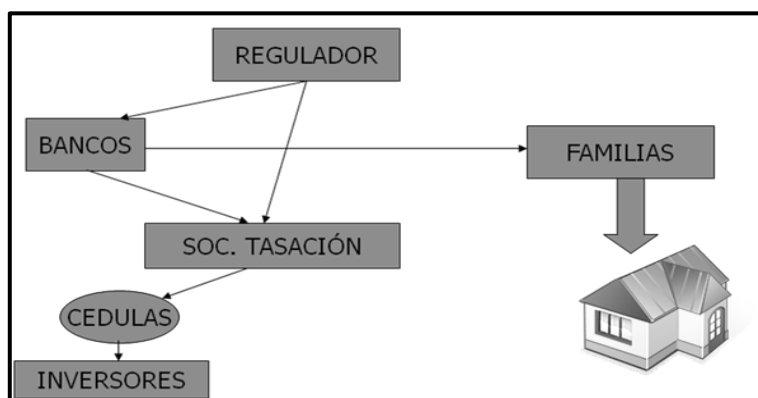 REGULADOR
BANCOS
FAMILIAS
SOC. TASACIÓN
CEDULAS
INVERSORES